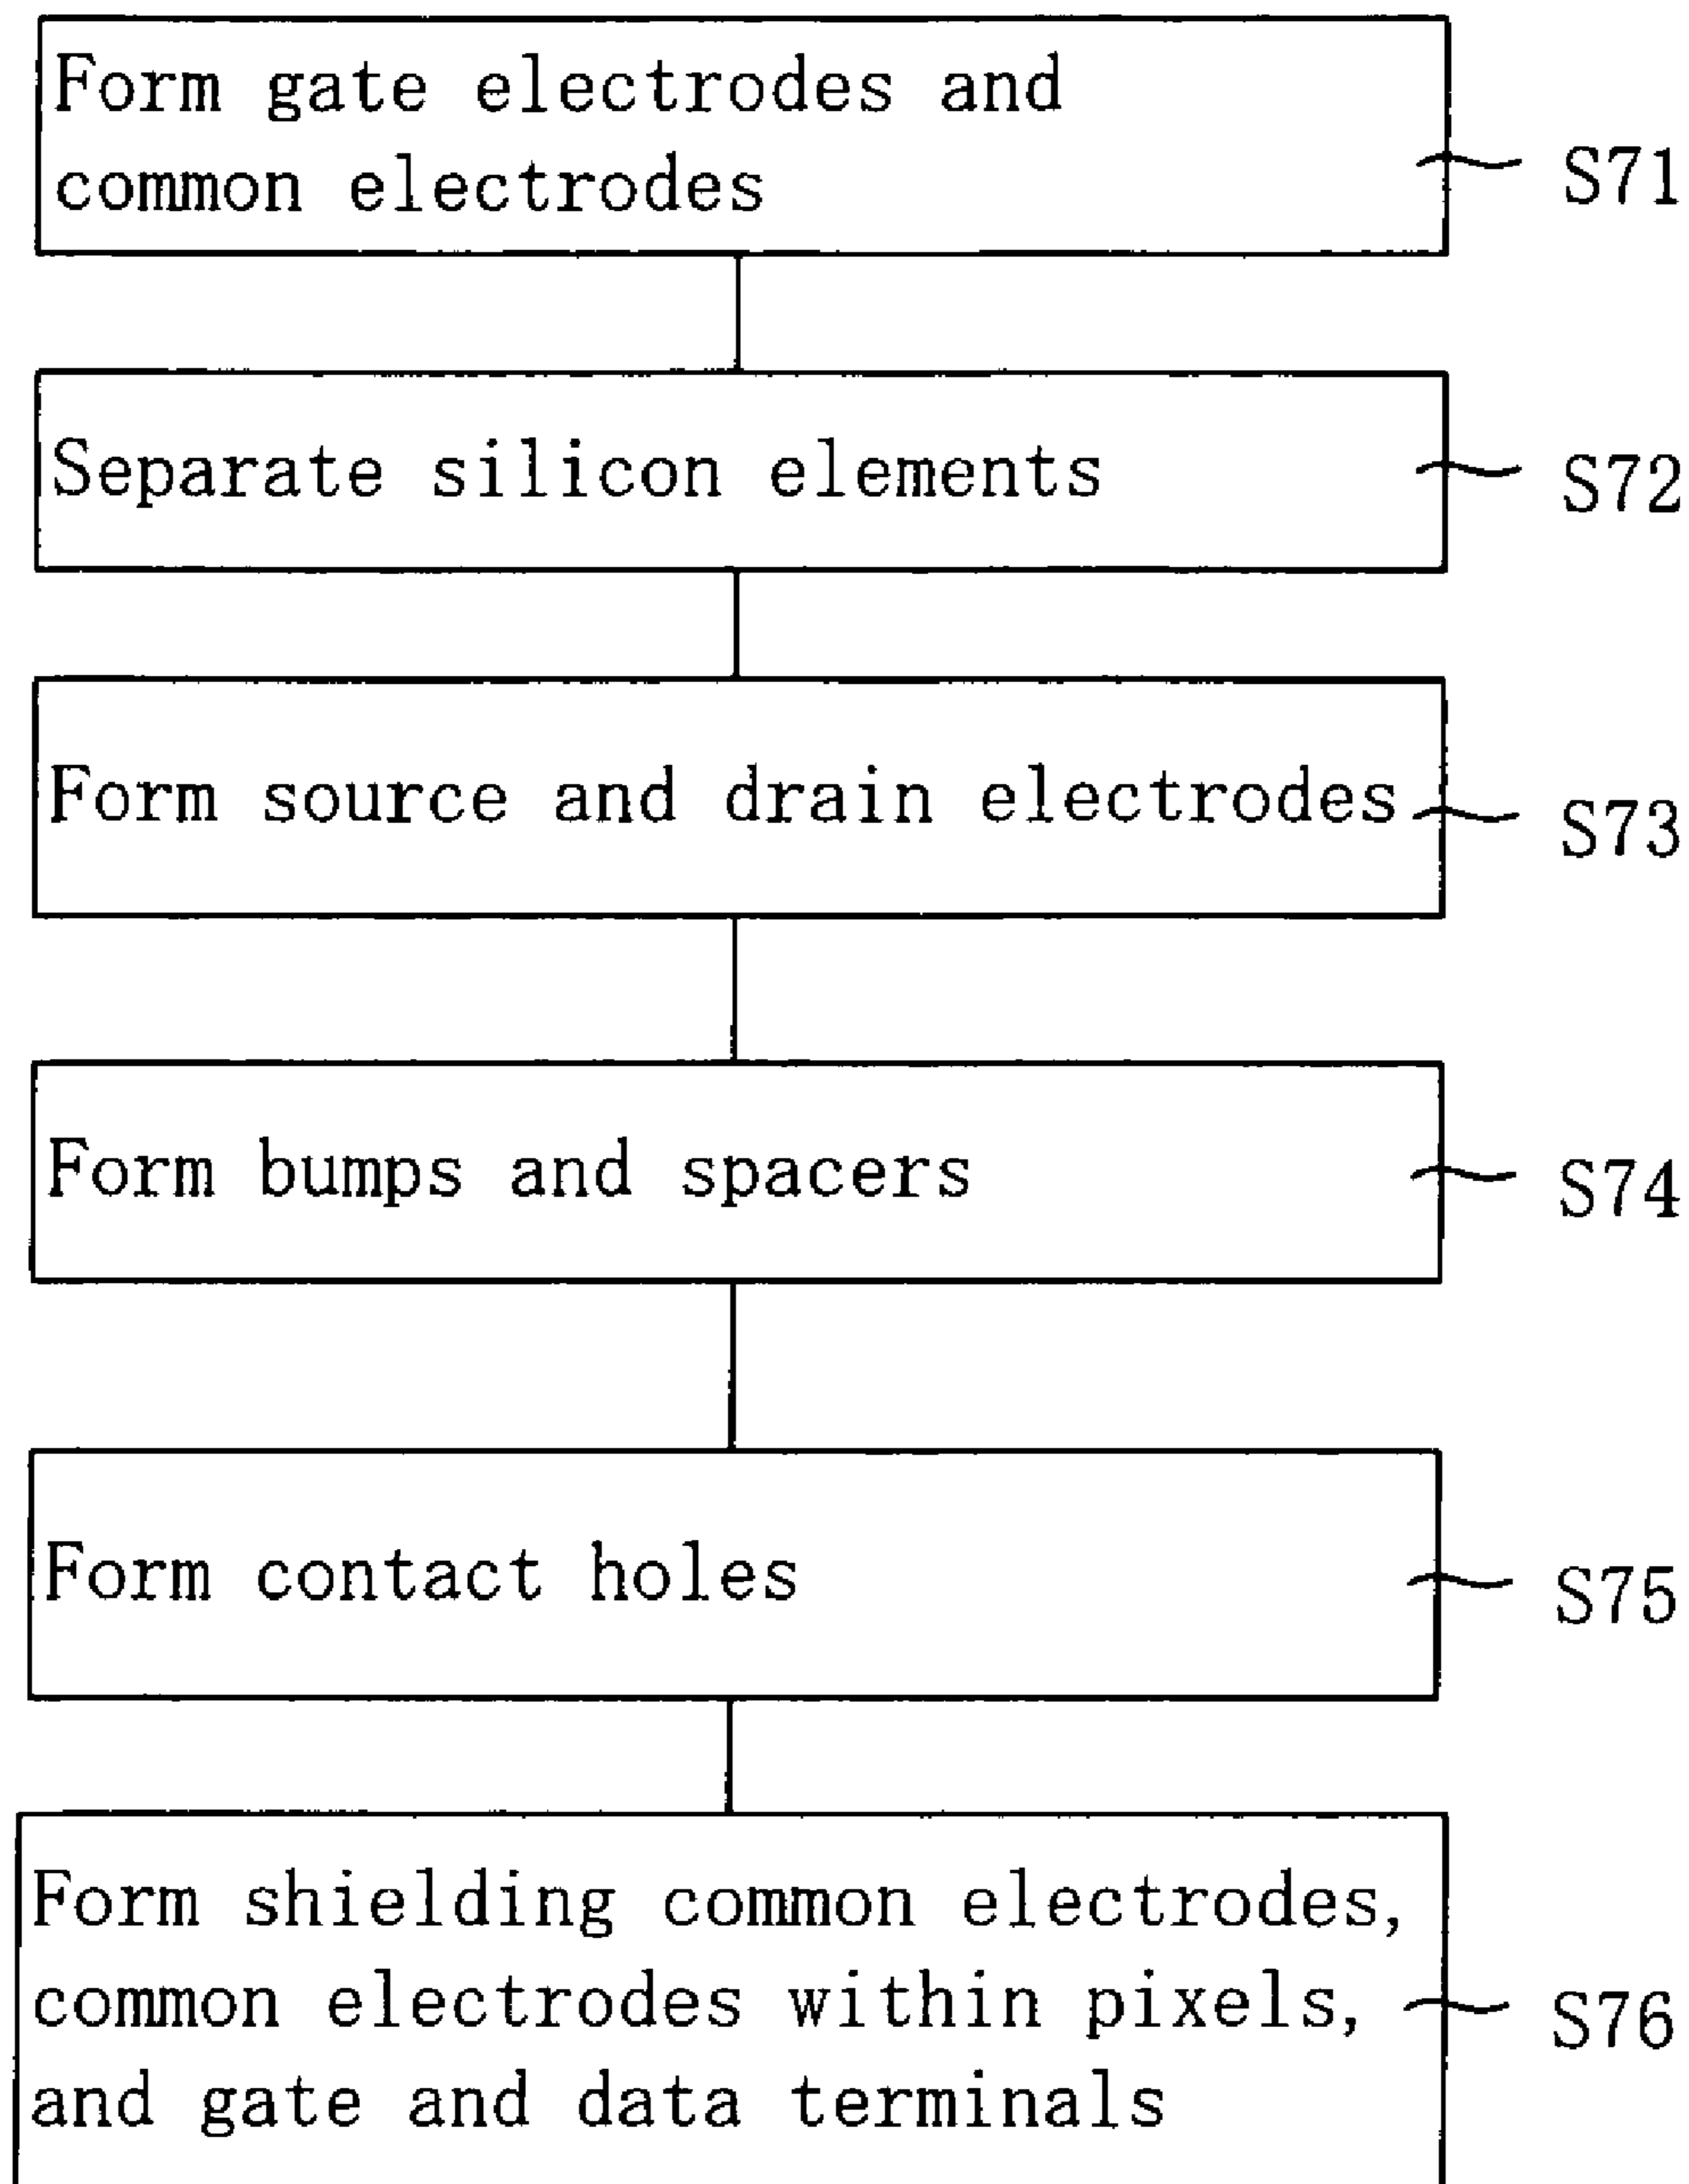 Form gate electrodes and
common electrodes
S71
Separate silicon elements
S72
Form source and drain electrodes
S73
Form bumps and spacers
S74
Form contact holes
S75
Form shielding common electrodes,
common electrodes within pixels,
and gate and data terminals
S76